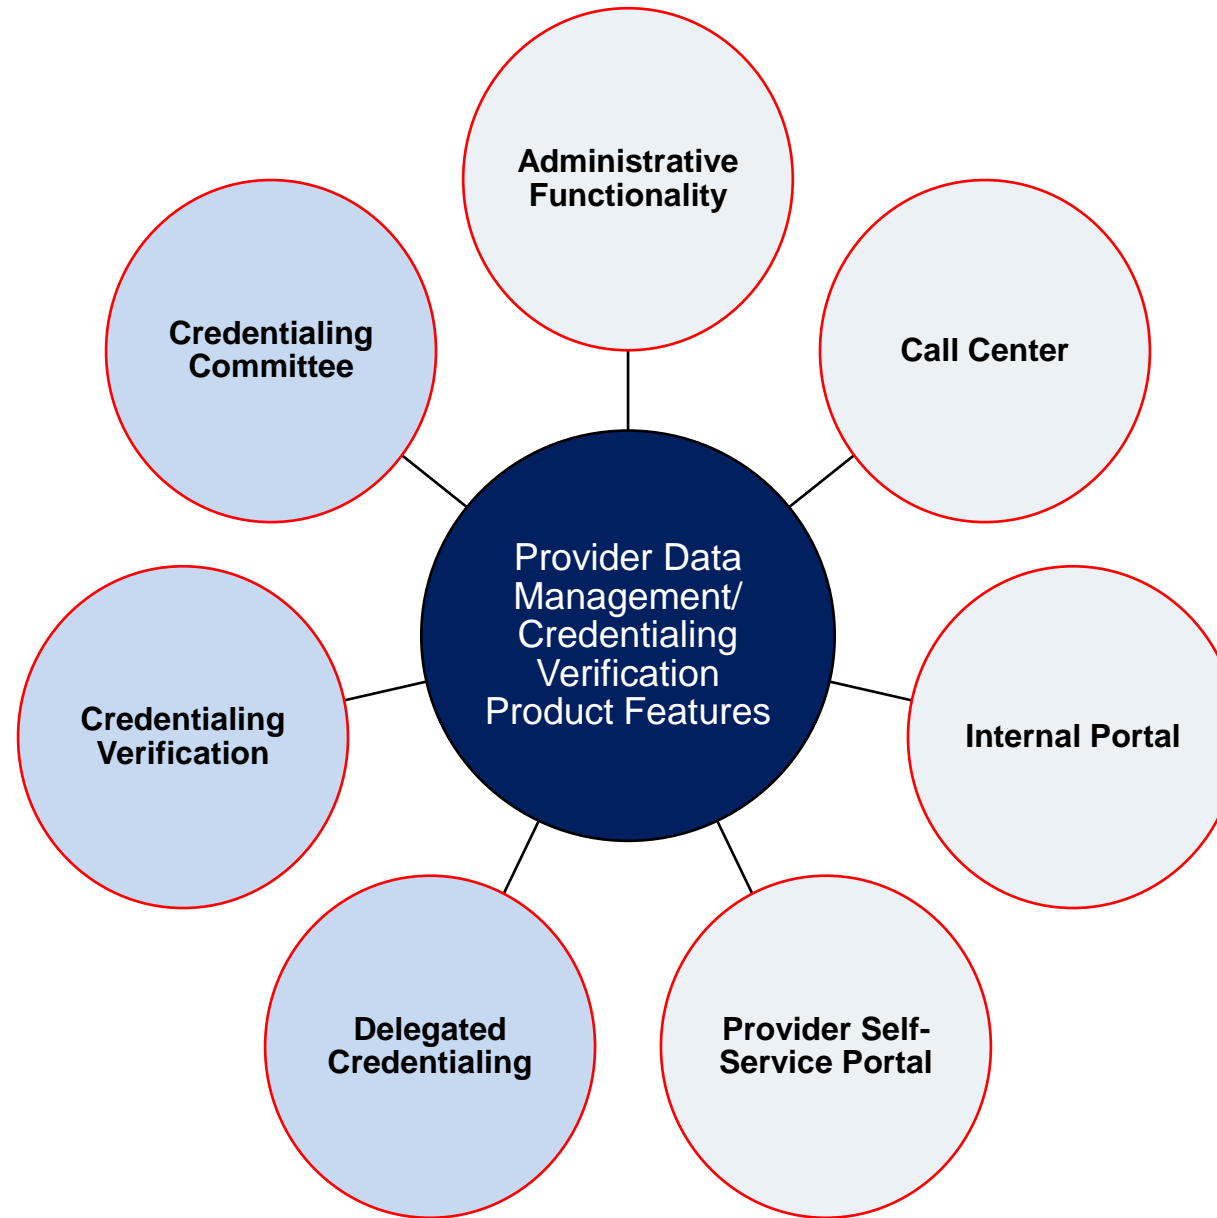 Administrative
Functionality
Credentialing
Committee
Call Center
Provider Data
Management/
Credentialing
Verification
Product Features
Credentialing
Verification
Internal Portal
Delegated
Credentialing
Provider Self-
Service Portal